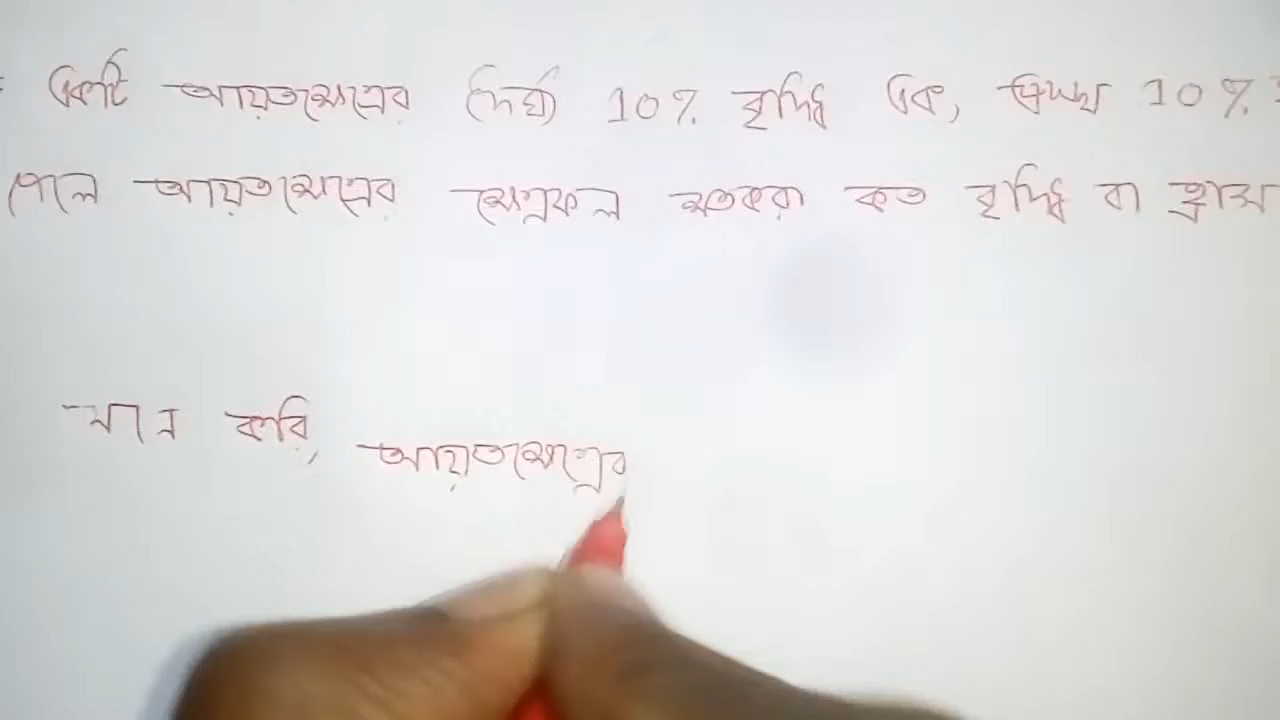 একটি আয়তক্ষেত্রের দৈর্ঘ্য 10% বৃদ্ধি এবং প্রস্থ 10%
পেলে আয়তক্ষেত্রের ক্ষেত্রফল শতকরা কত বৃদ্ধি বা হ্রাস
মনে করি, আয়তক্ষেত্রের